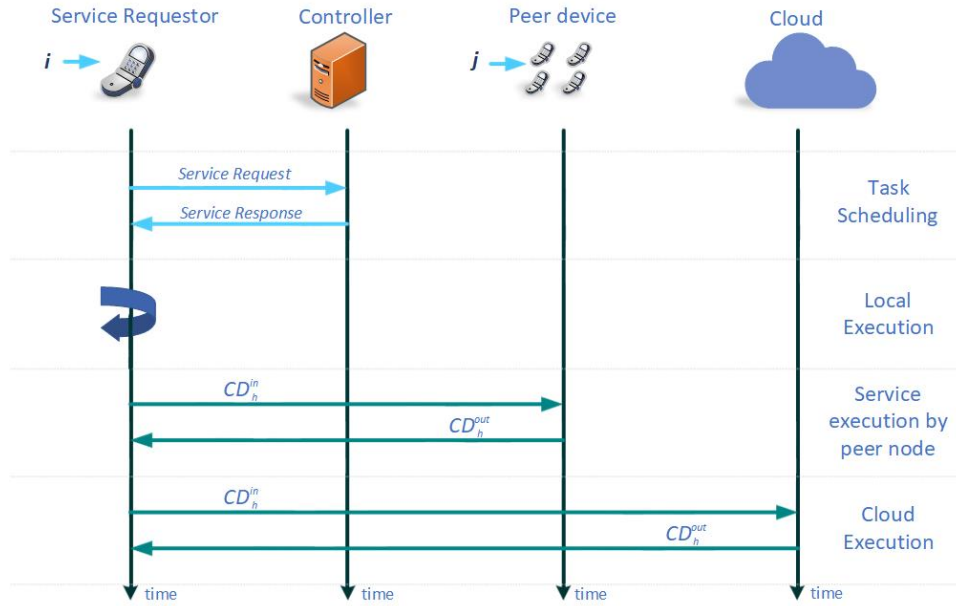 Service Requestor
Controller
Peer device
Cloud
i
j
Service Request
Service Response
Task
Scheduling
Local
Execution
CD_h^in
CD_h^out
Service
execution by
peer node
CD_h^in
CD_h^out
Cloud
Execution
time
time
time
time